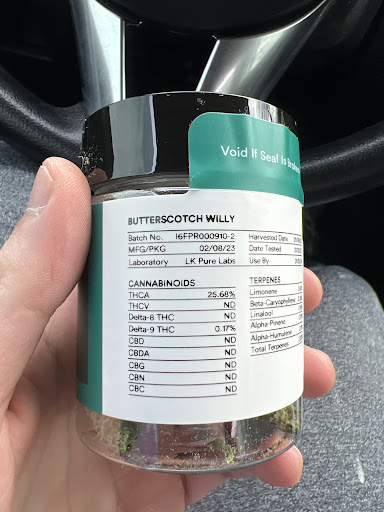 Void If Seal Is Broken
BUTTERSCOTCH WILLY
Batch No. 16FPR000910-2
MFG/PKG 02/08/23
Laboratory LK Pure Labs
CANNABINOIDS
THCA 25.68%
THCV ND
Delta-8 THC ND
Delta-9 THC 0.17%
CBD ND
CBDA ND
CBG ND
CBN ND
CBC ND
Harvested Date
Date Tested
Use By
TERPENES
Limonene
Beta-Caryophyllene
Linalool
Alpha-Pinene
Alpha-Humulene
Total Terpenes